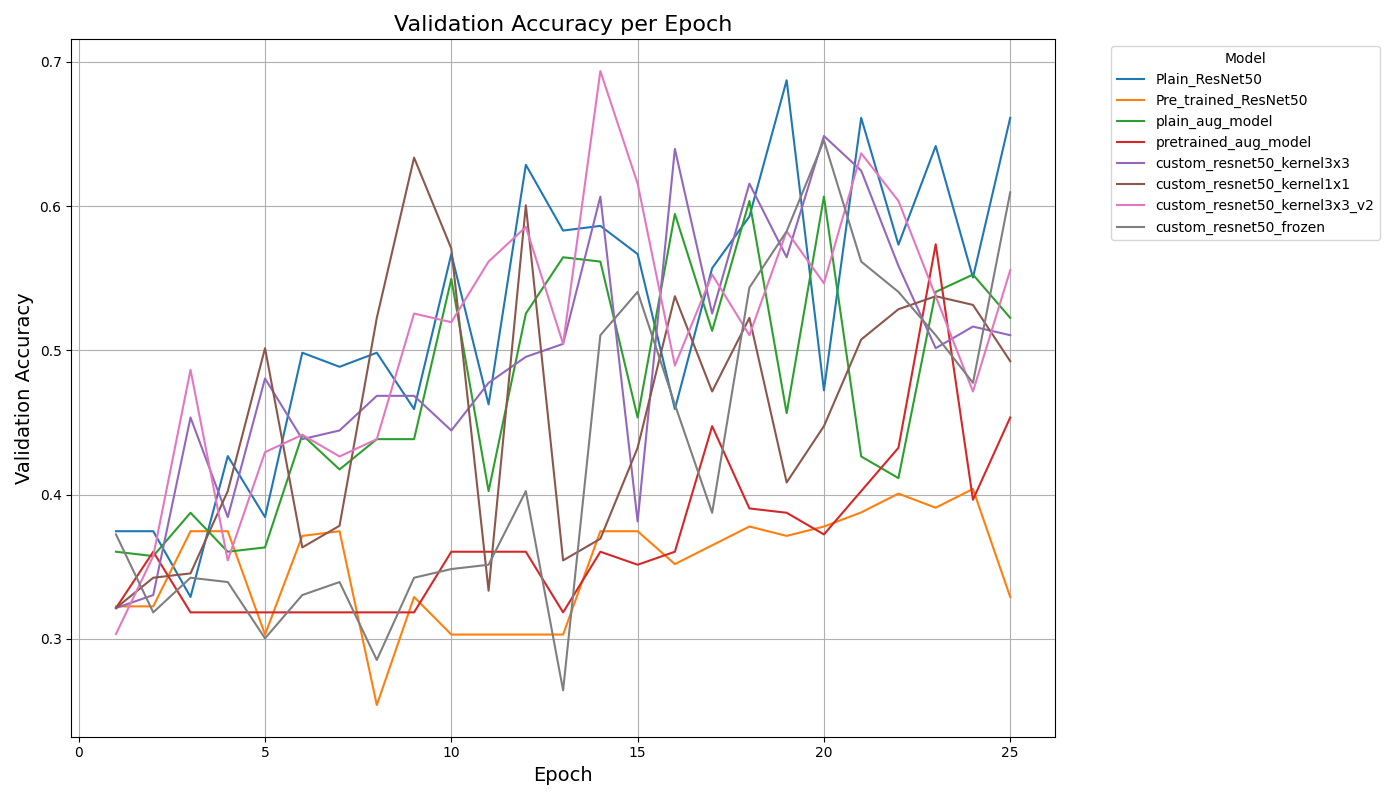 Validation Accuracy per Epoch
Validation Accuracy
0.7
0.6
0.5
0.4
0.3
0
5
10
15
20
25
Epoch
Model
Plain_ResNet50
Pre_trained_ResNet50
plain_aug_model
pretrained_aug_model
custom_resnet50_kernel3x3
custom_resnet50_kernel1x1
custom_resnet50_kernel3x3_v2
custom_resnet50_frozen